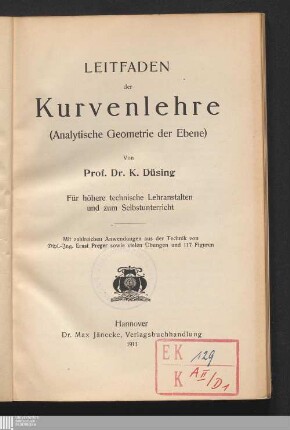 LEITFADEN
der
Kurvenlehre
(Analytische Geometrie der Ebene)
Von
Prof. Dr. K. Düsing
Für höhere technische Lehranstalten
und zum Selbstunterricht
Mit zahlreichen Anwendungen aus der Technik von
Dipl.-Ing. Ernst Preger sowie vielen Übungen und 117 Figuren
Hannover
Dr. Max Jänecke, Verlagsbuchhandlung
1911
EK 129
K A II/D1